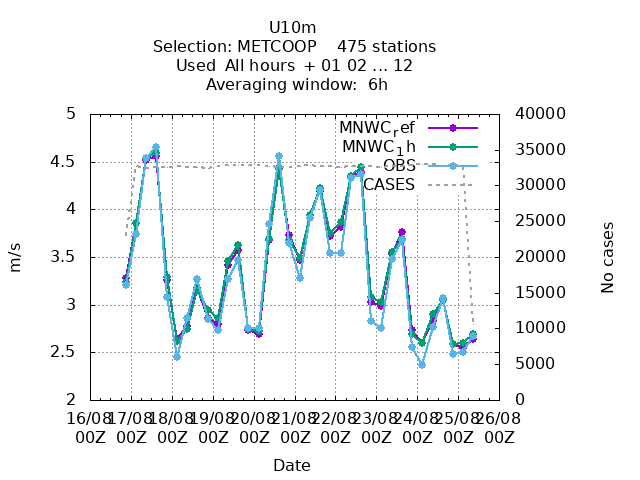 U10m
Selection: METCOOP    475 stations
Used  All hours  + 01 02 ... 12
Averaging window:  6h
5
4.5
4
3.5
3
2.5
2
m/s
40000
35000
30000
25000
20000
15000
10000
5000
0
No cases
MNWCref
MNWC1h
OBS
CASES
16/08 17/08 18/08 19/08 20/08 21/08 22/08 23/08 24/08 25/08 26/08
00Z 00Z 00Z 00Z 00Z 00Z 00Z 00Z 00Z 00Z 00Z
Date